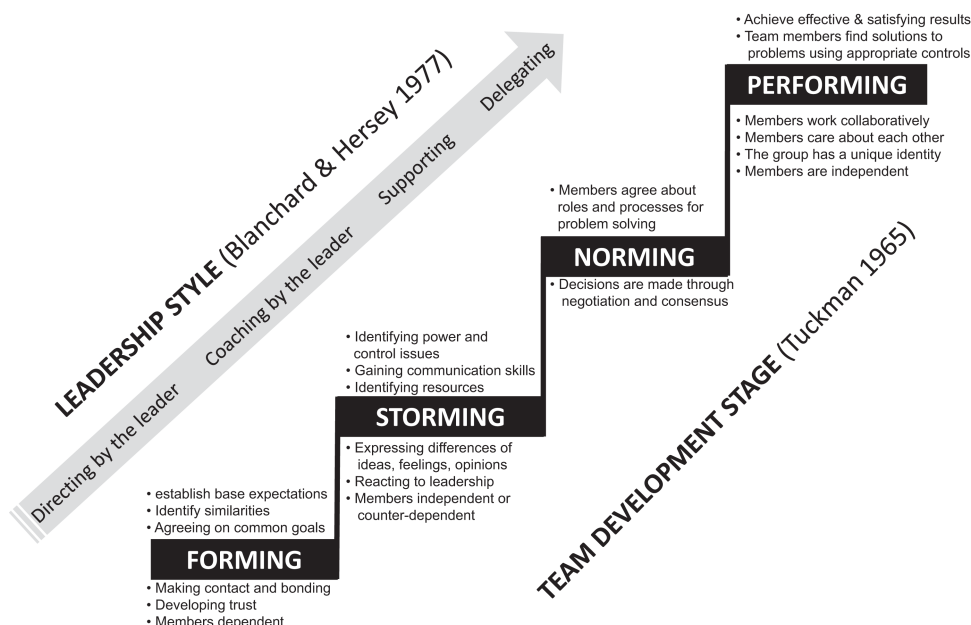 LEADERSHIP STYLE (Blanchard & Hersey 1977)
Directing by the leader
Coaching by the leader
Supporting
Delegating
• Achieve effective & satisfying results
• Team members find solutions to
problems using appropriate controls
PERFORMING
• Members work collaboratively
• Members care about each other
• The group has a unique identity
• Members are independent
• Members agree about
roles and processes for
problem solving
NORMING
• Decisions are made through
negotiation and consensus
• Identifying power and
control issues
• Gaining communication skills
• Identifying resources
STORMING
• Expressing differences of
ideas, feelings, opinions
• Reacting to leadership
• Members independent or
counter-dependent
• establish base expectations
• Identify similarities
• Agreeing on common goals
FORMING
• Making contact and bonding
• Developing trust
• Members dependent
TEAM DEVELOPMENT STAGE (Tuckman 1965)